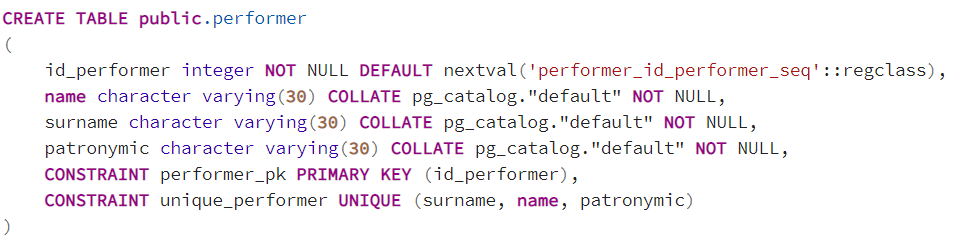 CREATE TABLE public.performer
(
    id_performer integer NOT NULL DEFAULT nextval('performer_id_performer_seq'::regclass),
    name character varying(30) COLLATE pg_catalog."default" NOT NULL,
    surname character varying(30) COLLATE pg_catalog."default" NOT NULL,
    patronymic character varying(30) COLLATE pg_catalog."default" NOT NULL,
    CONSTRAINT performer_pk PRIMARY KEY (id_performer),
    CONSTRAINT unique_performer UNIQUE (surname, name, patronymic)
)